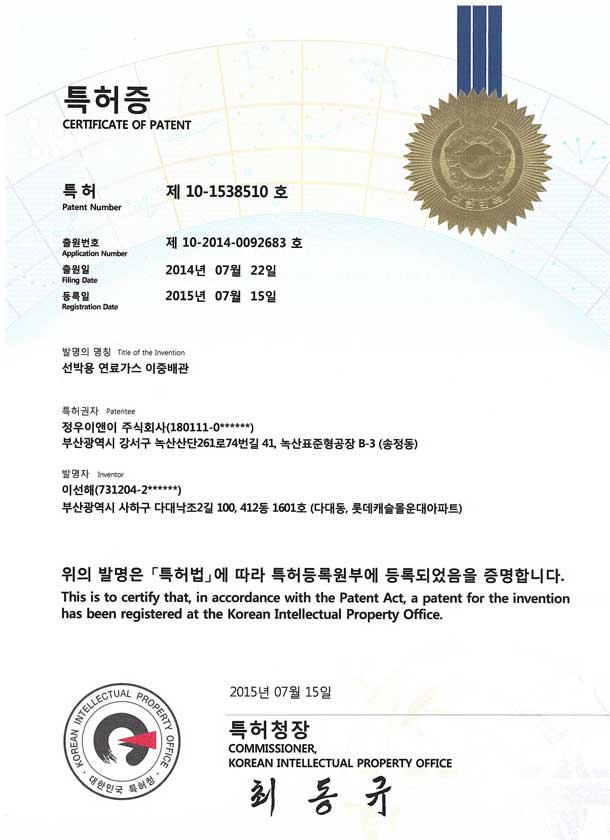 특허증
CERTIFICATE OF PATENT
특허 제 10-1538510 호
Patent Number
출원번호 제 10-2014-0092683 호
Application Number
출원일 2014년 07월 22일
Filing Date
등록일 2015년 07월 15일
Registration Date
발명의 명칭 Title of the Invention
선박용 연료가스 이중배관
특허권자 Patentee
정우이앤이 주식회사(180111-0******)
부산광역시 강서구 녹산산단261로74번길 41, 녹산표준형공장 B-3 (송정동)
발명자 Inventor
이선해(731204-2******)
부산광역시 사하구 다대낙조2길 100, 412동 1601호 (다대동, 롯데캐슬몰운대아파트)
위의 발명은 「특허법」에 따라 특허등록원부에 등록되었음을 증명합니다.
This is to certify that, in accordance with the Patent Act, a patent for the invention
has been registered at the Korean Intellectual Property Office.
2015년 07월 15일
특허청장
COMMISSIONER,
KOREAN INTELLECTUAL PROPERTY OFFICE
최동규
KOREAN INTELLECTUAL PROPERTY OFFICE
대한민국 특허청
대한민국